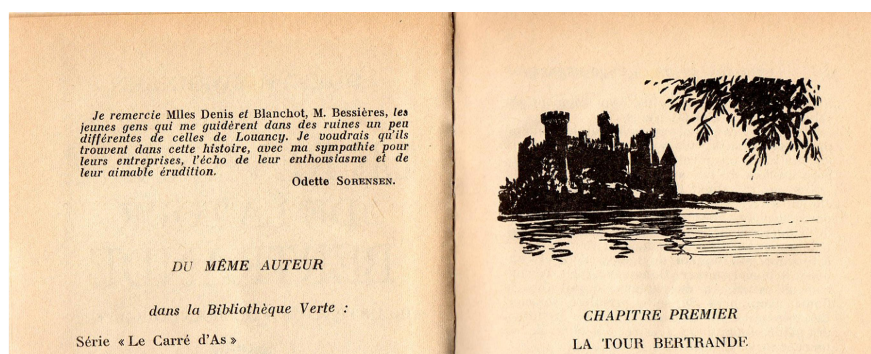 Je remercie Mlles Denis et Blanchot, M. Bessières, les
jeunes gens qui me guidèrent dans des ruines un peu
différentes de celles de Louancy. Je voudrais qu'ils
trouvent dans cette histoire, avec ma sympathie pour
leurs entreprises, l'écho de leur enthousiasme et de
leur aimable érudition.
Odette SORENSEN.
DU MÊME AUTEUR
dans la Bibliothèque Verte :
Série « Le Carré d'As »
CHAPITRE PREMIER
LA TOUR BERTRANDE